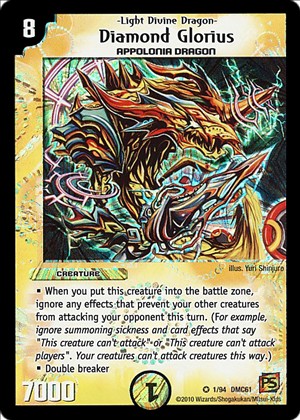 8
-Light Divine Dragon-
Diamond Glorius
APPOLONIA DRAGON
illus. Yuri Shinjuro
CREATURE
• When you put this creature into the battle zone,
ignore any effects that prevent your other creatures
from attacking your opponent this turn. (For example,
ignore summoning sickness and card effects that say
"This creature can't attack" or "This creature can't attack
players". Your creatures can't attack creatures this way.)
• Double breaker
7000
1
1/94 DMC61
PS
©2010 Wizards/Shogakukan/Mitsui-Kids